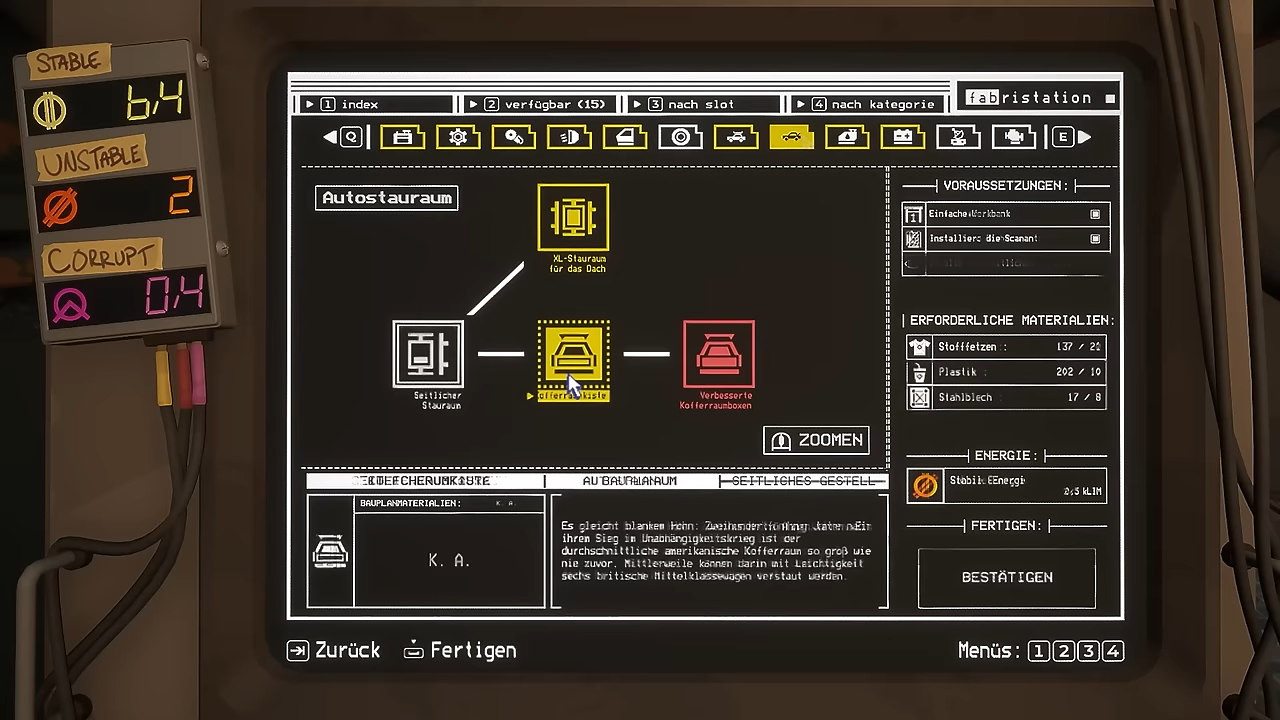 STABLE
6,4
UNSTABLE
2
CORRUPT
0,4
1 index
2 verfügbar (15)
3 nach slot
4 nach kategorie
fabristation
Q
E
Autostauraum
XL-Stauraum
für das Dach
Seitlicher
Stauraum
Verbesserte
Kofferraumboxen
ZOOMEN
VORAUSSETZUNGEN:
Einfache Werkbank
ERFORDERLICHE MATERIALIEN:
Stofffetzen : 137 / 21
Plastik : 202 / 10
Stahlblech : 17 / 8
ENERGIE:
FERTIGEN:
BESTÄTIGEN
SEITLICHES GESTELL
BAUPLANMATERIALIEN: K. A.
K. A.
Es gleicht blankem Hohn:
ihrem Sieg im Unabhängigkeitskrieg ist der
durchschnittliche amerikanische Kofferraum so groß wie
nie zuvor. Mittlerweile können darin mit Leichtigkeit
sechs britische Mittelklassewagen verstaut werden.
Zurück
Fertigen
Menüs: 1 2 3 4